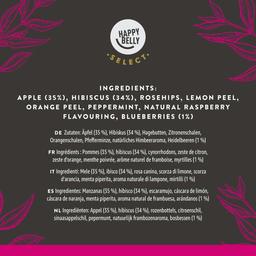 HAPPY
BELLY
• SELECT •
INGREDIENTS:
APPLE (35%), HIBISCUS (34%), ROSEHIPS, LEMON PEEL,
ORANGE PEEL, PEPPERMINT, NATURAL RASPBERRY
FLAVOURING, BLUEBERRIES (1%)
DE Zutaten: Äpfel (35 %), Hibiskus (34 %), Hagebutten, Zitronenschalen,
Orangenschalen, Pfefferminze, natürliches Himbeeraroma, Heidelbeeren (1 %)
FR Ingrédients : Pommes (35 %), hibiscus (34 %), cynorrhodons, zeste de citron,
zeste d'orange, menthe poivrée, arôme naturel de framboise, myrtilles (1 %)
IT Ingredienti: Mele (35 %), ibisco (34 %), rosa canina, scorza di limone, scorza
d'arancia, menta piperita, aroma naturale di lampone, mirtilli (1 %)
ES Ingredientes: Manzanas (35 %), hibisco (34 %), escaramujo, cáscara de limón,
cáscara de naranja, menta piperita, aroma natural de frambuesa, arándanos (1 %)
NL Ingrediënten: Appel (35 %), hibiscus (34 %), rozenbottels, citroenschil,
sinaasappelschil, pepermunt, natuurlijk frambozenaroma, bosbessen (1 %)